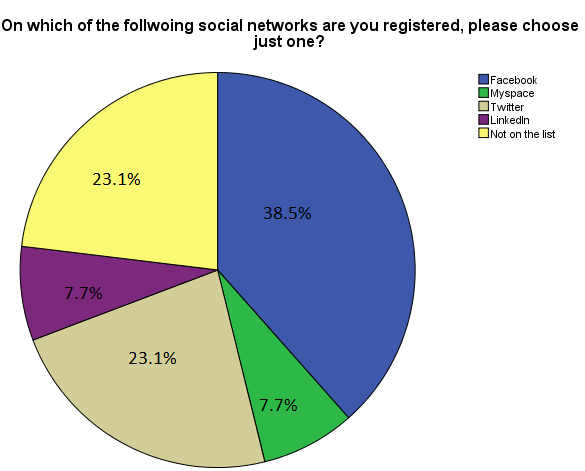 On which of the follwoing social networks are you registered, please choose
just one?
Facebook
Myspace
Twitter
LinkedIn
Not on the list
23.1%
38.5%
7.7%
23.1%
7.7%